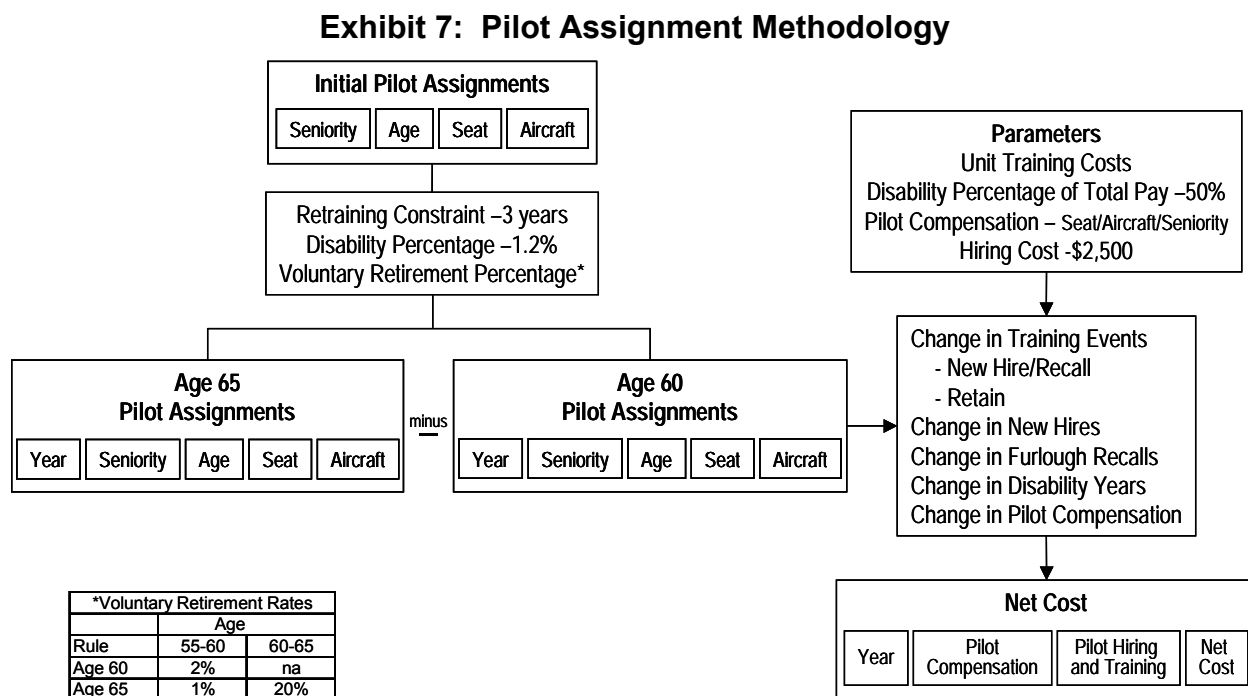 Exhibit 7: Pilot Assignment Methodology
Initial Pilot Assignments
Seniority Age Seat Aircraft
Retraining Constraint –3 years
Disability Percentage –1.2%
Voluntary Retirement Percentage*
Parameters
Unit Training Costs
Disability Percentage of Total Pay –50%
Pilot Compensation – Seat/Aircraft/Seniority
Hiring Cost -$2,500
Age 65
Pilot Assignments
Year Seniority Age Seat Aircraft
minus
Age 60
Pilot Assignments
Year Seniority Age Seat Aircraft
Change in Training Events
- New Hire/Recall
- Retain
Change in New Hires
Change in Furlough Recalls
Change in Disability Years
Change in Pilot Compensation
*Voluntary Retirement Rates
Age
Rule 55-60 60-65
Age 60 2% na
Age 65 1% 20%
Net Cost
Year
Pilot
Compensation
Pilot Hiring
and Training
Net
Cost